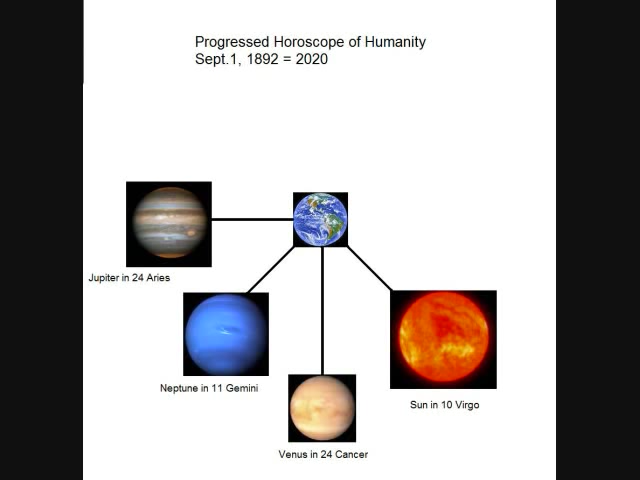 Progressed Horoscope of Humanity
Sept.1, 1892 = 2020
Jupiter in 24 Aries
Neptune in 11 Gemini
Sun in 10 Virgo
Venus in 24 Cancer